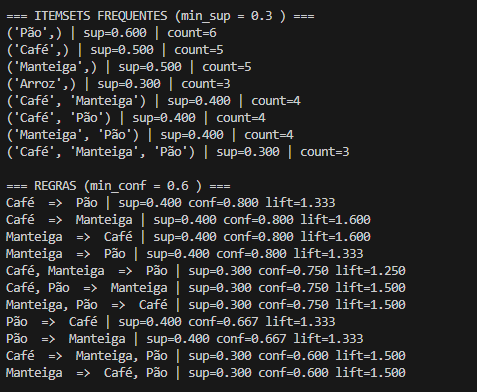 === ITEMSETS FREQUENTES (min_sup = 0.3 ) ===
('Pão',) | sup=0.600 | count=6
('Café',) | sup=0.500 | count=5
('Manteiga',) | sup=0.500 | count=5
('Arroz',) | sup=0.300 | count=3
('Café', 'Manteiga') | sup=0.400 | count=4
('Café', 'Pão') | sup=0.400 | count=4
('Manteiga', 'Pão') | sup=0.400 | count=4
('Café', 'Manteiga', 'Pão') | sup=0.300 | count=3

=== REGRAS (min_conf = 0.6 ) ===
Café  =>  Pão | sup=0.400 conf=0.800 lift=1.333
Café  =>  Manteiga | sup=0.400 conf=0.800 lift=1.600
Manteiga  =>  Café | sup=0.400 conf=0.800 lift=1.600
Manteiga  =>  Pão | sup=0.400 conf=0.800 lift=1.333
Café, Manteiga  =>  Pão | sup=0.300 conf=0.750 lift=1.250
Café, Pão  =>  Manteiga | sup=0.300 conf=0.750 lift=1.500
Manteiga, Pão  =>  Café | sup=0.300 conf=0.750 lift=1.500
Pão  =>  Café | sup=0.400 conf=0.667 lift=1.333
Pão  =>  Manteiga | sup=0.400 conf=0.667 lift=1.333
Café  =>  Manteiga, Pão | sup=0.300 conf=0.600 lift=1.500
Manteiga  =>  Café, Pão | sup=0.300 conf=0.600 lift=1.500